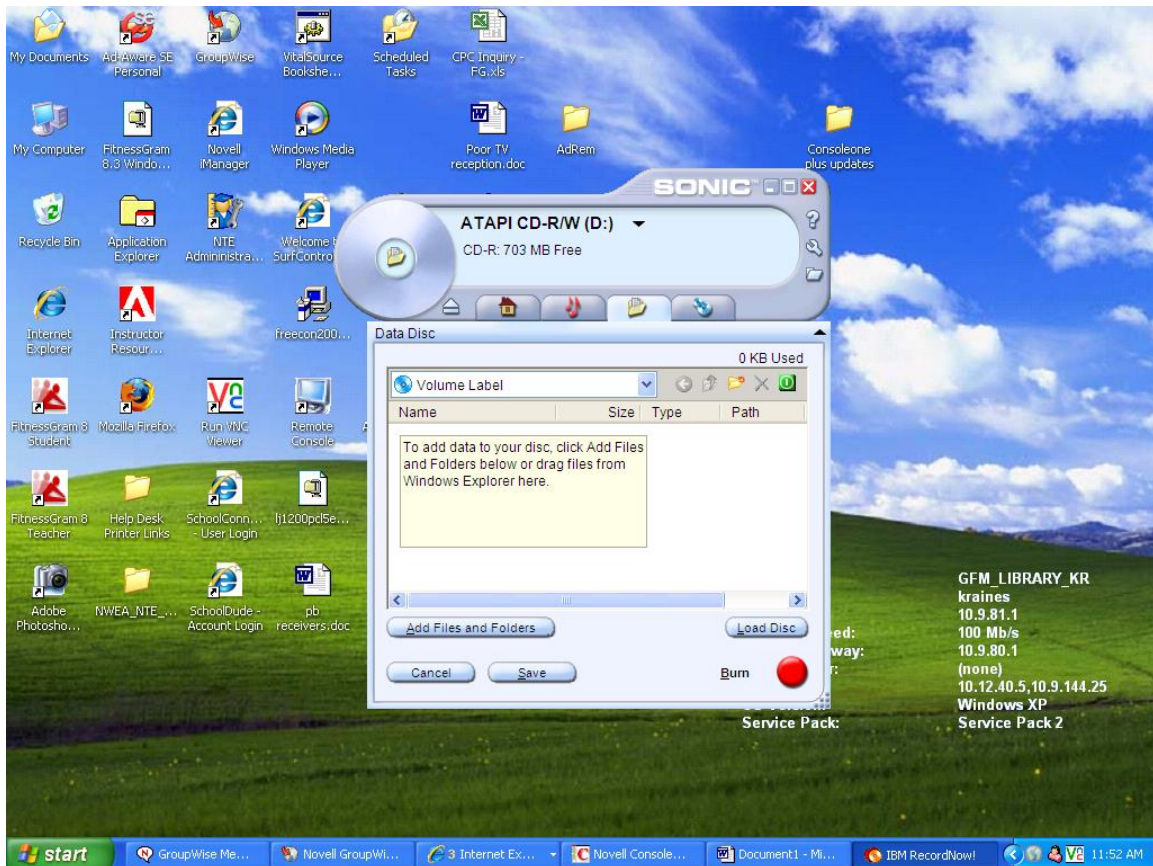 My Documents
Ad-Aware SE
Personal
GroupWise
VitalSource
Bookshe...
Scheduled
Tasks
CPC Inquiry -
FG.xls
My Computer
FitnessGram
8.3 Windo...
Novell
iManager
Windows Media
Player
Poor TV
reception.doc
AdRem
Consoleone
plus updates
Recycle Bin
Application
Explorer
NTE
Admininistra...
Welcome
SurfContro
Internet
Explorer
Instructor
Resour...
freecon200...
FitnessGram 8
Student
Mozilla Firefox
Run VNC
Viewer
Remote
Console
FitnessGram 8
Teacher
Help Desk
Printer Links
SchoolConn...
- User Login
lj1200pcl5e...
Adobe
Photosho...
NWEA_NTE_...
SchoolDude -
Account Login
pb
receivers.doc
SONIC
ATAPI CD-R/W (D:)
CD-R: 703 MB Free
Data Disc
0 KB Used
Volume Label
Name Size Type Path
To add data to your disc, click Add Files
and Folders below or drag files from
Windows Explorer here.
Add Files and Folders
Load Disc
Cancel
Save
Burn
GFM_LIBRARY_KR
kraines
10.9.81.1
eed: 100 Mb/s
way: 10.9.80.1
r: (none)
10.12.40.5,10.9.144.25
Windows XP
Service Pack: Service Pack 2
start
GroupWise Me...
Novell GroupWi...
3 Internet Ex...
Novell Console...
Document1 - Mi...
IBM RecordNow!
11:52 AM